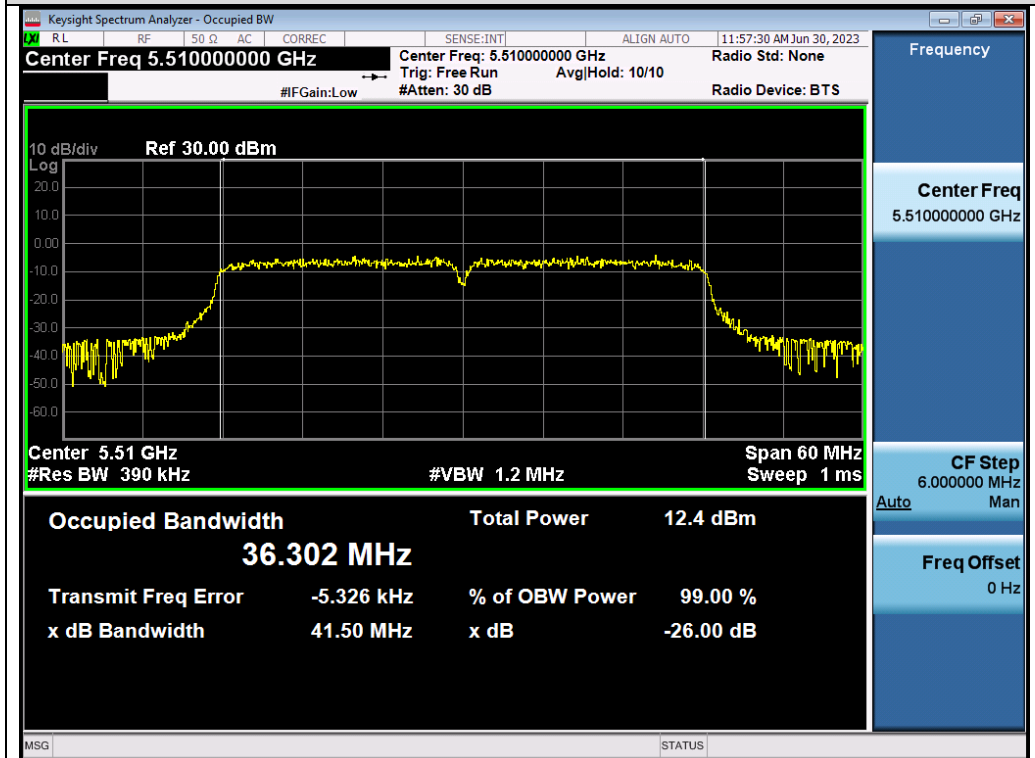 Keysight Spectrum Analyzer - Occupied BW
LXI RL RF 50 Ω AC CORREC SENSE:INT ALIGN AUTO 11:57:30 AM Jun 30, 2023
Center Freq 5.510000000 GHz
Center Freq: 5.510000000 GHz
Radio Std: None
Trig: Free Run Avg|Hold: 10/10
#IFGain:Low
#Atten: 30 dB
Radio Device: BTS
10 dB/div Ref 30.00 dBm
Log
20.0
10.0
0.00
-10.0
-20.0
-30.0
-40.0
-50.0
-60.0
Center 5.51 GHz Span 60 MHz
#Res BW 390 kHz #VBW 1.2 MHz Sweep 1 ms
Occupied Bandwidth Total Power 12.4 dBm
36.302 MHz
Transmit Freq Error -5.326 kHz % of OBW Power 99.00 %
x dB Bandwidth 41.50 MHz x dB -26.00 dB
Frequency
Center Freq
5.510000000 GHz
CF Step
6.000000 MHz
Auto Man
Freq Offset
0 Hz
MSG STATUS